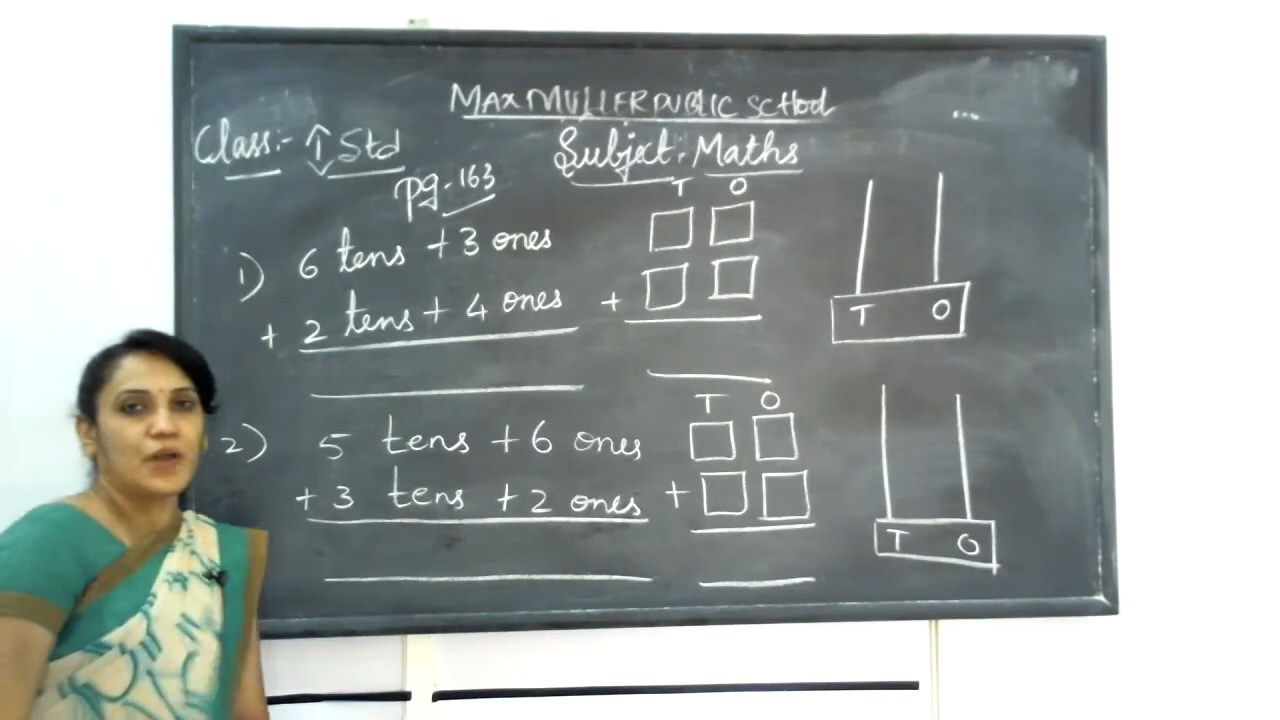 MAX MULLER PUBLIC SCHOOL
Class:- I Std
Subject:- Maths
pg-163
T O
1) 6 tens + 3 ones
+ 2 tens + 4 ones
+
T O
T O
2) 5 tens + 6 ones
+ 3 tens + 2 ones
+
T O